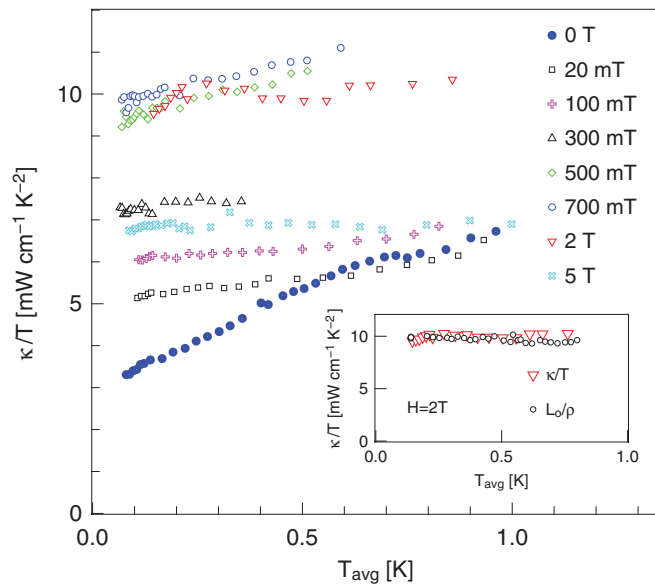 κ/T [mW cm⁻¹ K⁻²]
10
5
0
0.0
0.5
1.0
T_avg [K]
0 T
20 mT
100 mT
300 mT
500 mT
700 mT
2 T
5 T
κ/T [mW cm⁻¹ K⁻²]
10
5
0
κ/T
H=2T
L_o/ρ
0.0
0.5
1.0
T_avg [K]